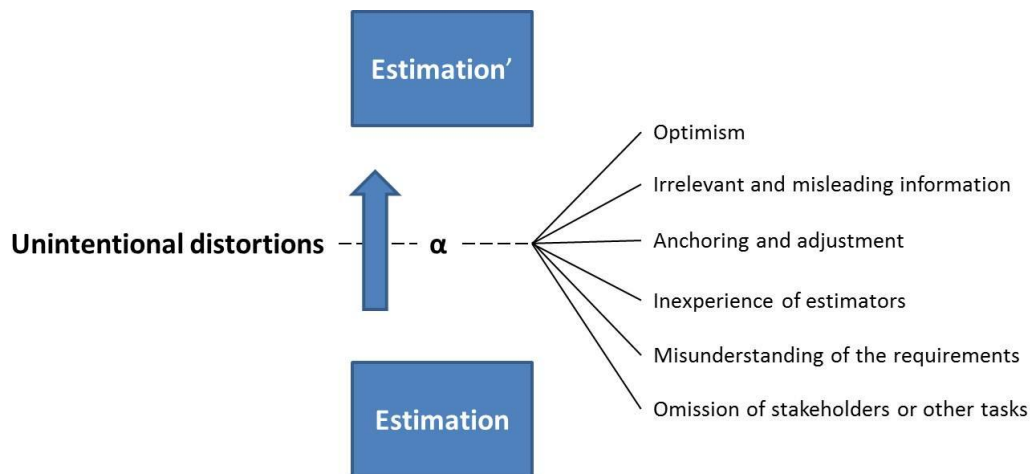 Estimation’
Optimism
Irrelevant and misleading information
Unintentional distortions
α
Anchoring and adjustment
Inexperience of estimators
Misunderstanding of the requirements
Omission of stakeholders or other tasks
Estimation